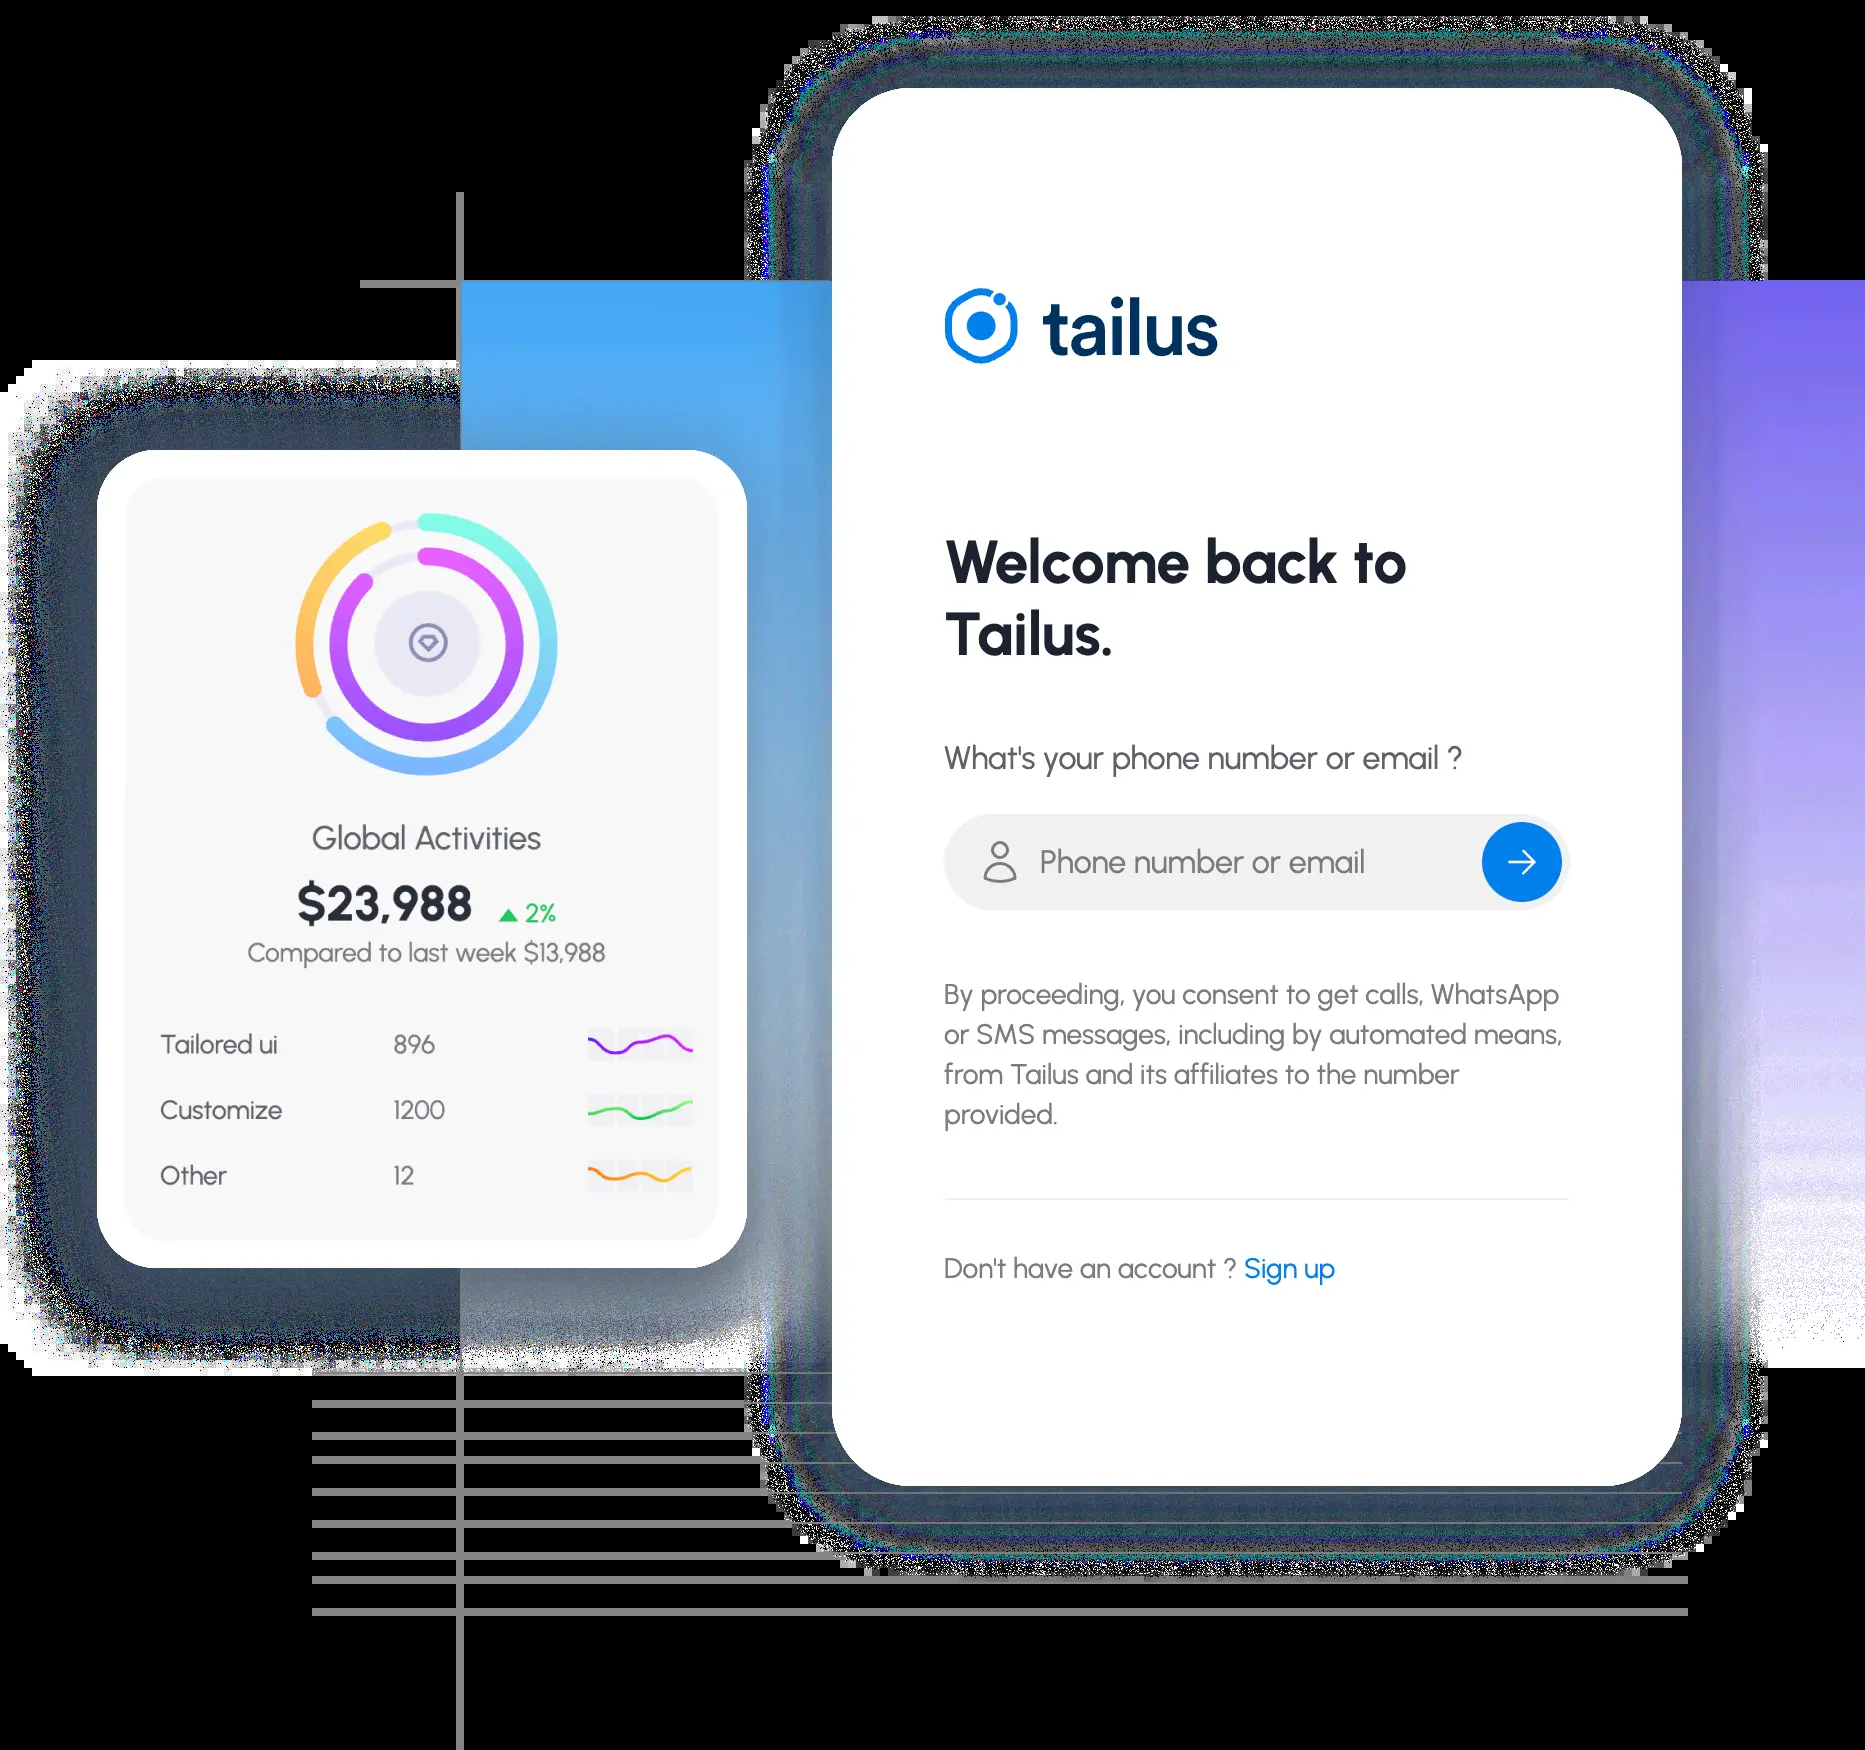 tailus
Welcome back to
Tailus.
What's your phone number or email ?
Phone number or email
By proceeding, you consent to get calls, WhatsApp
or SMS messages, including by automated means,
from Tailus and its affiliates to the number
provided.
Don't have an account ? Sign up
Global Activities
$23,988 ▲ 2%
Compared to last week $13,988
Tailored ui 896
Customize 1200
Other 12